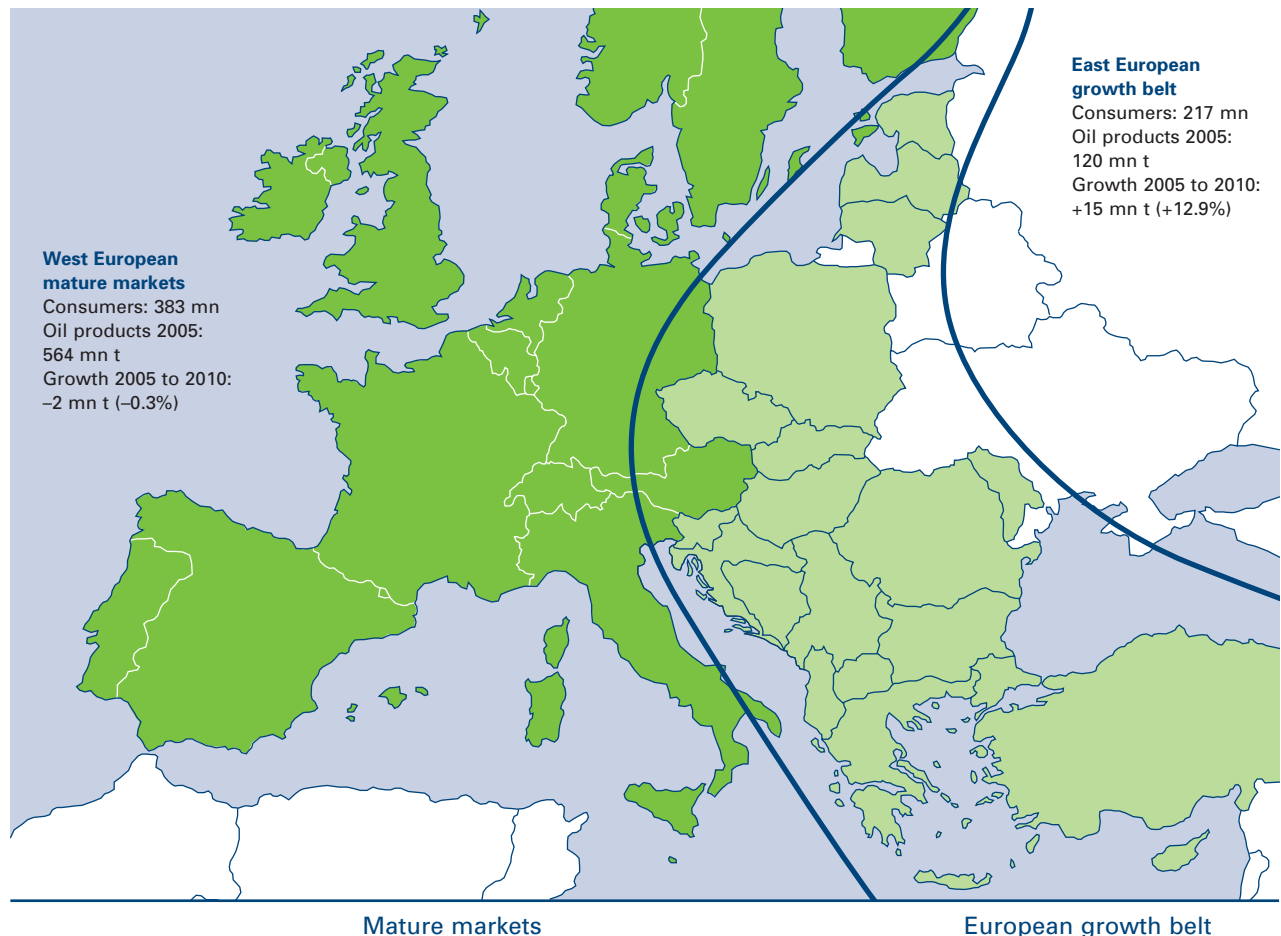 East European
growth belt
Consumers: 217 mn
Oil products 2005:
120 mn t
Growth 2005 to 2010:
+15 mn t (+12.9%)
West European
mature markets
Consumers: 383 mn
Oil products 2005:
564 mn t
Growth 2005 to 2010:
–2 mn t (–0.3%)
Mature markets
European growth belt